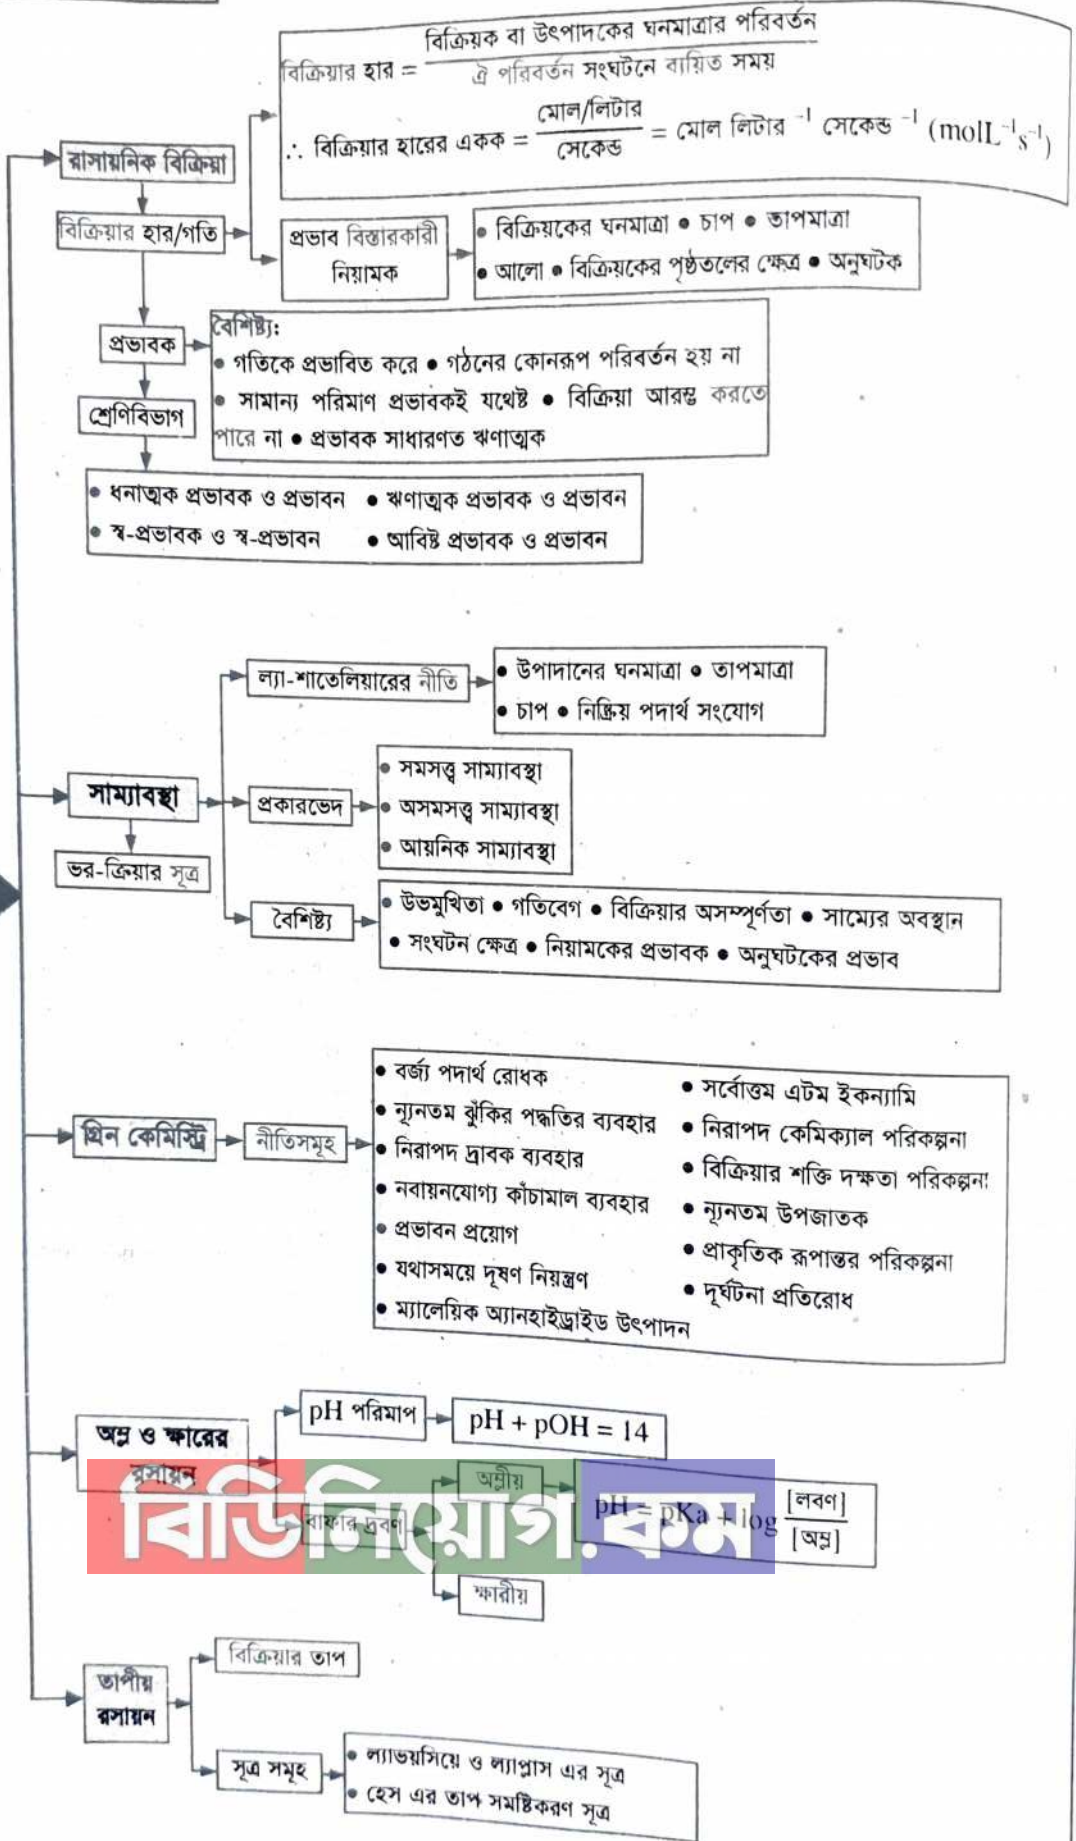 বিক্রিয়ার হার = বিক্রিয়ক বা উৎপাদকের ঘনমাত্রার পরিবর্তন / ঐ পরিবর্তন সংঘটনে ব্যয়িত সময়
∴ বিক্রিয়ার হারের একক = মোল/লিটার / সেকেন্ড = মোল লিটার ⁻¹ সেকেন্ড ⁻¹ (molL⁻¹s⁻¹)
রাসায়নিক বিক্রিয়া
বিক্রিয়ার হার/গতি
প্রভাব বিস্তারকারী
নিয়ামক
• বিক্রিয়কের ঘনমাত্রা • চাপ • তাপমাত্রা
• আলো • বিক্রিয়কের পৃষ্ঠতলের ক্ষেত্র • অনুঘটক
প্রভাবক
বৈশিষ্ট্য:
• গতিকে প্রভাবিত করে • গঠনের কোনরূপ পরিবর্তন হয় না
• সামান্য পরিমাণ প্রভাবকই যথেষ্ট • বিক্রিয়া আরম্ভ করতে
পারে না • প্রভাবক সাধারণত ঋণাত্মক
শ্রেণিবিভাগ
• ধনাত্মক প্রভাবক ও প্রভাবন • ঋণাত্মক প্রভাবক ও প্রভাবন
• স্ব-প্রভাবক ও স্ব-প্রভাবন • আবিষ্ট প্রভাবক ও প্রভাবন
ল্যা-শাতেলিয়ারের নীতি
• উপাদানের ঘনমাত্রা • তাপমাত্রা
• চাপ • নিষ্ক্রিয় পদার্থ সংযোগ
সাম্যাবস্থা
ভর-ক্রিয়ার সূত্র
প্রকারভেদ
• সমসত্ত্ব সাম্যাবস্থা
• অসমসত্ত্ব সাম্যাবস্থা
• আয়নিক সাম্যাবস্থা
বৈশিষ্ট্য
• উভমুখিতা • গতিবেগ • বিক্রিয়ার অসম্পূর্ণতা • সাম্যের অবস্থান
• সংঘটন ক্ষেত্র • নিয়ামকের প্রভাবক • অনুঘটকের প্রভাব
গ্রিন কেমিস্ট্রি
নীতিসমূহ
• বর্জ্য পদার্থ রোধক
• ন্যূনতম ঝুঁকির পদ্ধতির ব্যবহার
• নিরাপদ দ্রাবক ব্যবহার
• নবায়নযোগ্য কাঁচামাল ব্যবহার
• প্রভাবন প্রয়োগ
• যথাসময়ে দূষণ নিয়ন্ত্রণ
• ম্যালেয়িক অ্যানহাইড্রাইড উৎপাদন
• সর্বোত্তম এটম ইকন্যামি
• নিরাপদ কেমিক্যাল পরিকল্পনা
• বিক্রিয়ার শক্তি দক্ষতা পরিকল্পনা
• ন্যূনতম উপজাতক
• প্রাকৃতিক রূপান্তর পরিকল্পনা
• দূর্ঘটনা প্রতিরোধ
অম্ল ও ক্ষারের
রসায়ন
pH পরিমাপ
pH + pOH = 14
বাফার দ্রবণ
অম্লীয়
pH = pKa + log [লবণ] / [অম্ল]
ক্ষারীয়
বিডিনিয়োগ.কম
তাপীয়
রসায়ন
বিক্রিয়ার তাপ
সূত্র সমূহ
• ল্যাভয়সিয়ে ও ল্যাপ্লাস এর সূত্র
• হেস এর তাপ সমষ্টিকরণ সূত্র